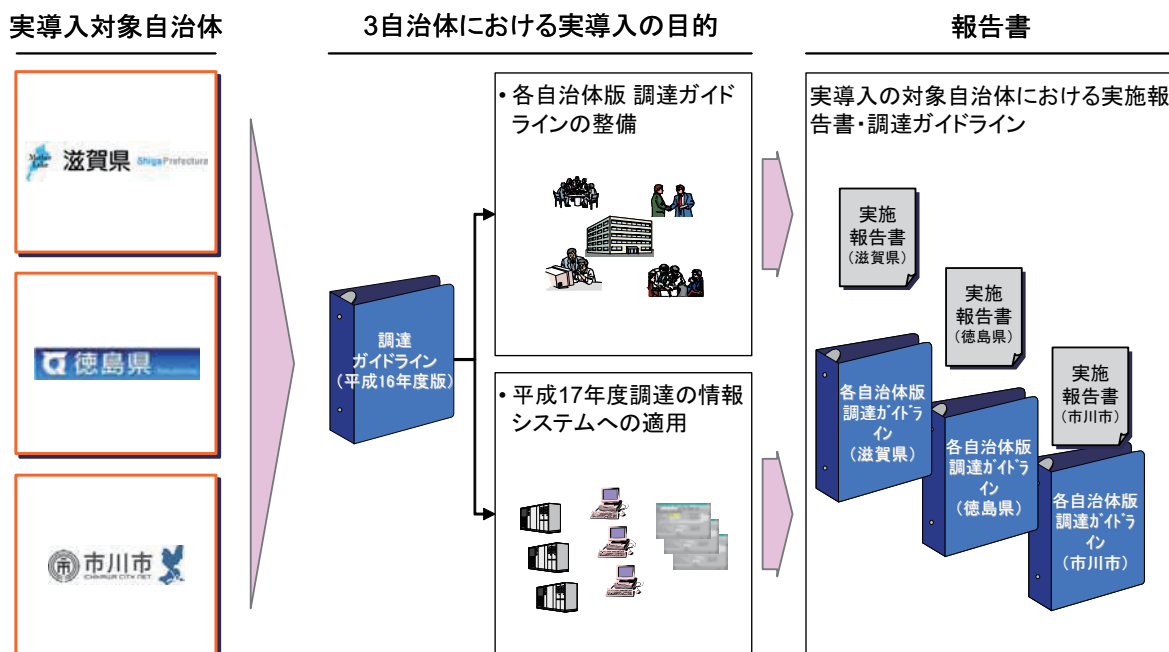 実導入対象自治体
3自治体における実導入の目的
報告書
Mother Lake
滋賀県 Shiga Prefecture
徳島県
市川市
ICHIKAWA CITY NET
調達
ガイドライン
(平成16年度版)
• 各自治体版 調達ガイド
ラインの整備
• 平成17年度調達の情報
システムへの適用
実導入の対象自治体における実施報
告書・調達ガイドライン
実施
報告書
(滋賀県)
実施
報告書
(徳島県)
実施
報告書
(市川市)
各自治体版
調達ガイドラ
イン
(滋賀県)
各自治体版
調達ガイドラ
イン
(徳島県)
各自治体版
調達ガイドラ
イン
(市川市)